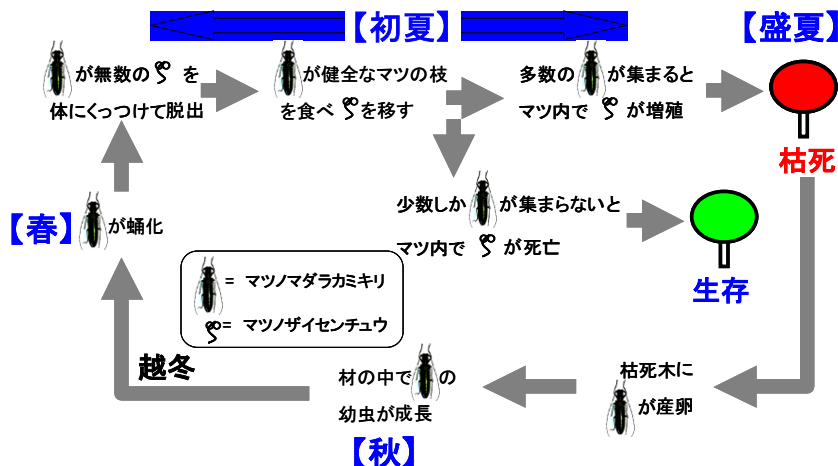 【初夏】
【盛夏】
が無数の を
体にくっつけて脱出
が健全なマツの枝
を食べ を移す
多数の が集まると
マツ内で が増殖
枯死
少数しか が集まらないと
マツ内で が死亡
生存
【春】 が蛹化
= マツノマダラカミキリ
= マツノザイセンチュウ
越冬
材の中で の
幼虫が成長
【秋】
枯死木に
が産卵